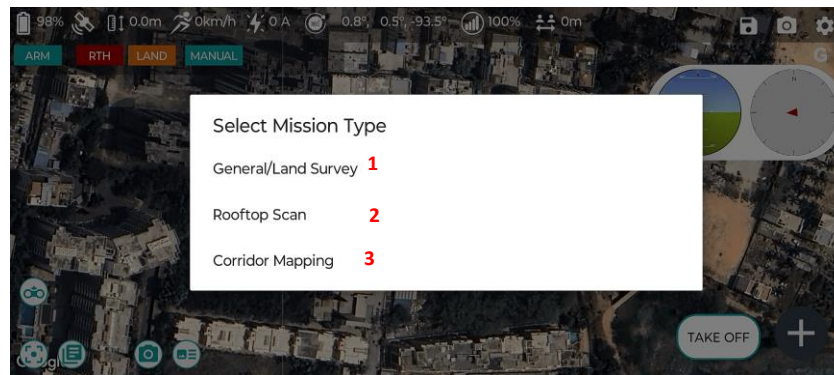 98% 0.0m 0km/h 0 A 0.8°, 0.5°, -93.5° 100% 0m
ARM RTH LAND MANUAL
G
N
Select Mission Type
General/Land Survey 1
Rooftop Scan 2
Corridor Mapping 3
TAKE OFF